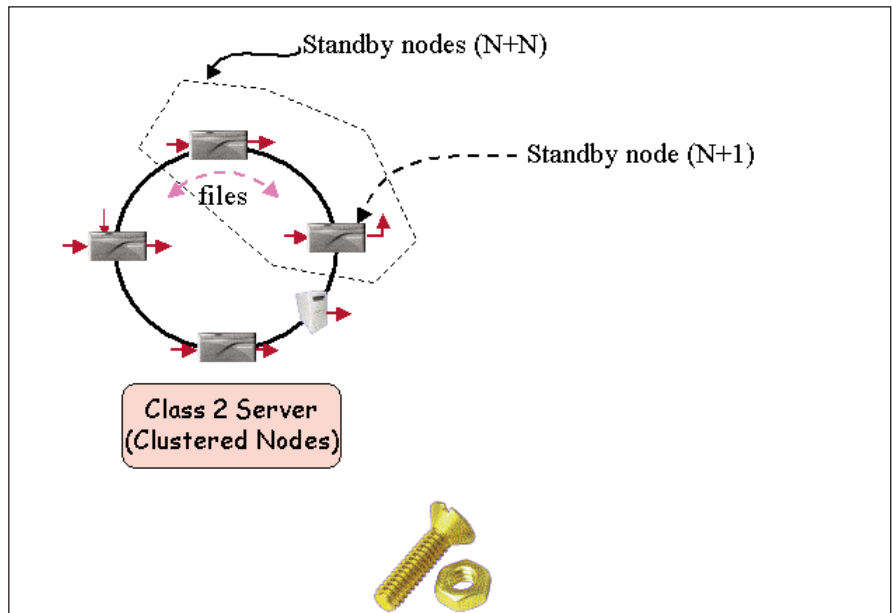 Standby nodes (N+N)
Standby node (N+1)
files
Class 2 Server
(Clustered Nodes)